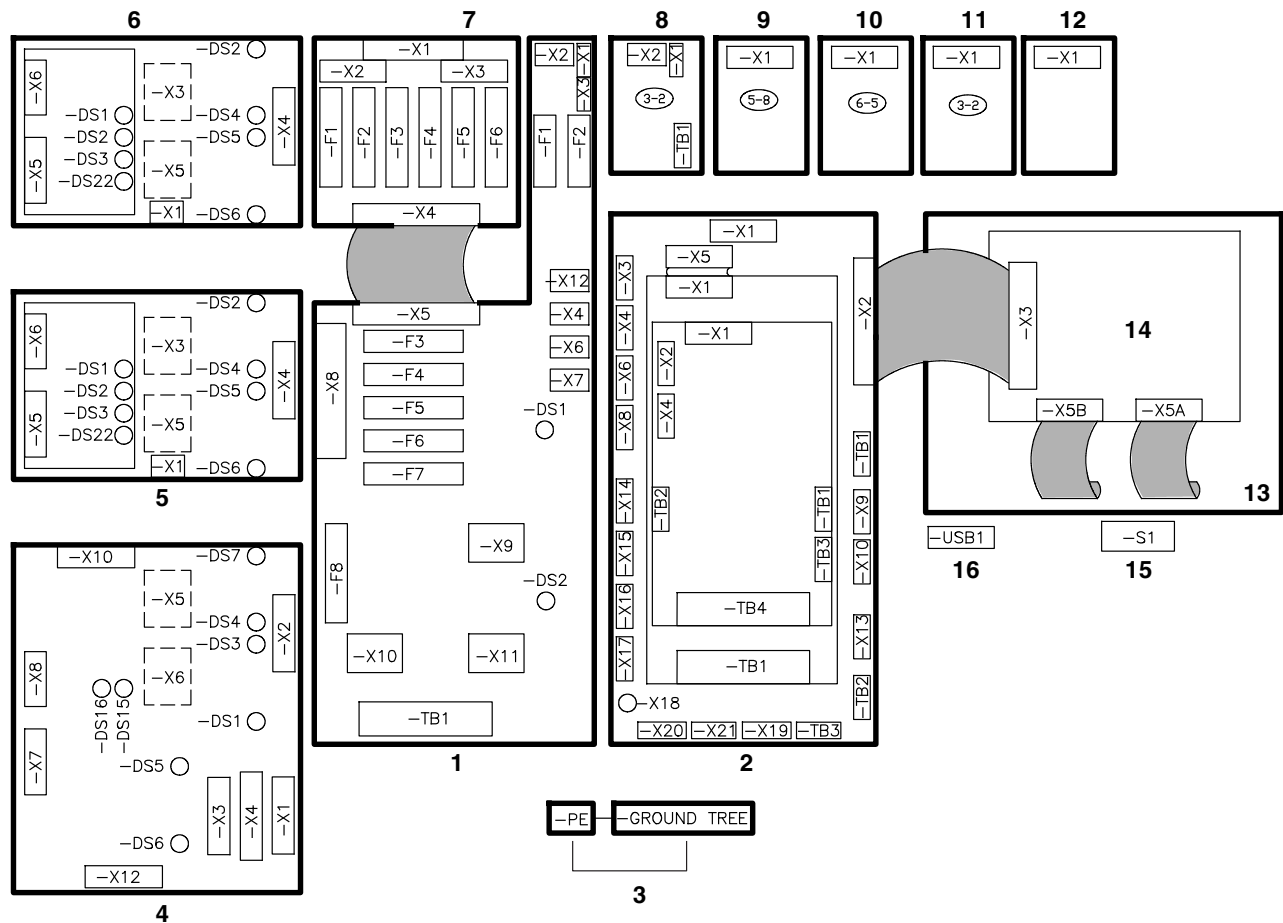 6
7
8
9
10
11
12
-DS2
-X6
-X3
-DS1
-DS2
-DS3
-DS22
-DS4
-DS5
-X4
-X5
-X5
-X1
-DS6
-X1
-X2
-X3
-F1
-F2
-F3
-F4
-F5
-F6
-X4
-X2
-X1
-X3
-F1
-F2
-X2
-X1
3-2
-TB1
-X1
5-8
-X1
6-5
-X1
3-2
-X1
-DS2
-X6
-X3
-DS1
-DS2
-DS3
-DS22
-DS4
-DS5
-X4
-X5
-X5
-X1
-DS6
5
-X12
-X4
-X6
-X7
-X5
-X8
-F3
-F4
-F5
-F6
-F7
-DS1
-F8
-X9
-DS2
-X10
-X11
-TB1
1
-X1
-X5
-X1
-X3
-X4
-X6
-X8
-X14
-X15
-X16
-X17
-X18
-X1
-X2
-X4
-TB2
-TB1
-TB3
-TB4
-TB1
-X2
-TB1
-X9
-X10
-X13
-TB2
-X20
-X21
-X19
-TB3
2
-X3
14
-X5B
-X5A
13
-USB1
16
-S1
15
-X10
-DS7
-X5
-DS4
-DS3
-X2
-X8
-X6
-DS16
-DS15
-DS1
-X7
-DS5
-X3
-X4
-X1
-DS6
-X12
4
-PE
-GROUND TREE
3